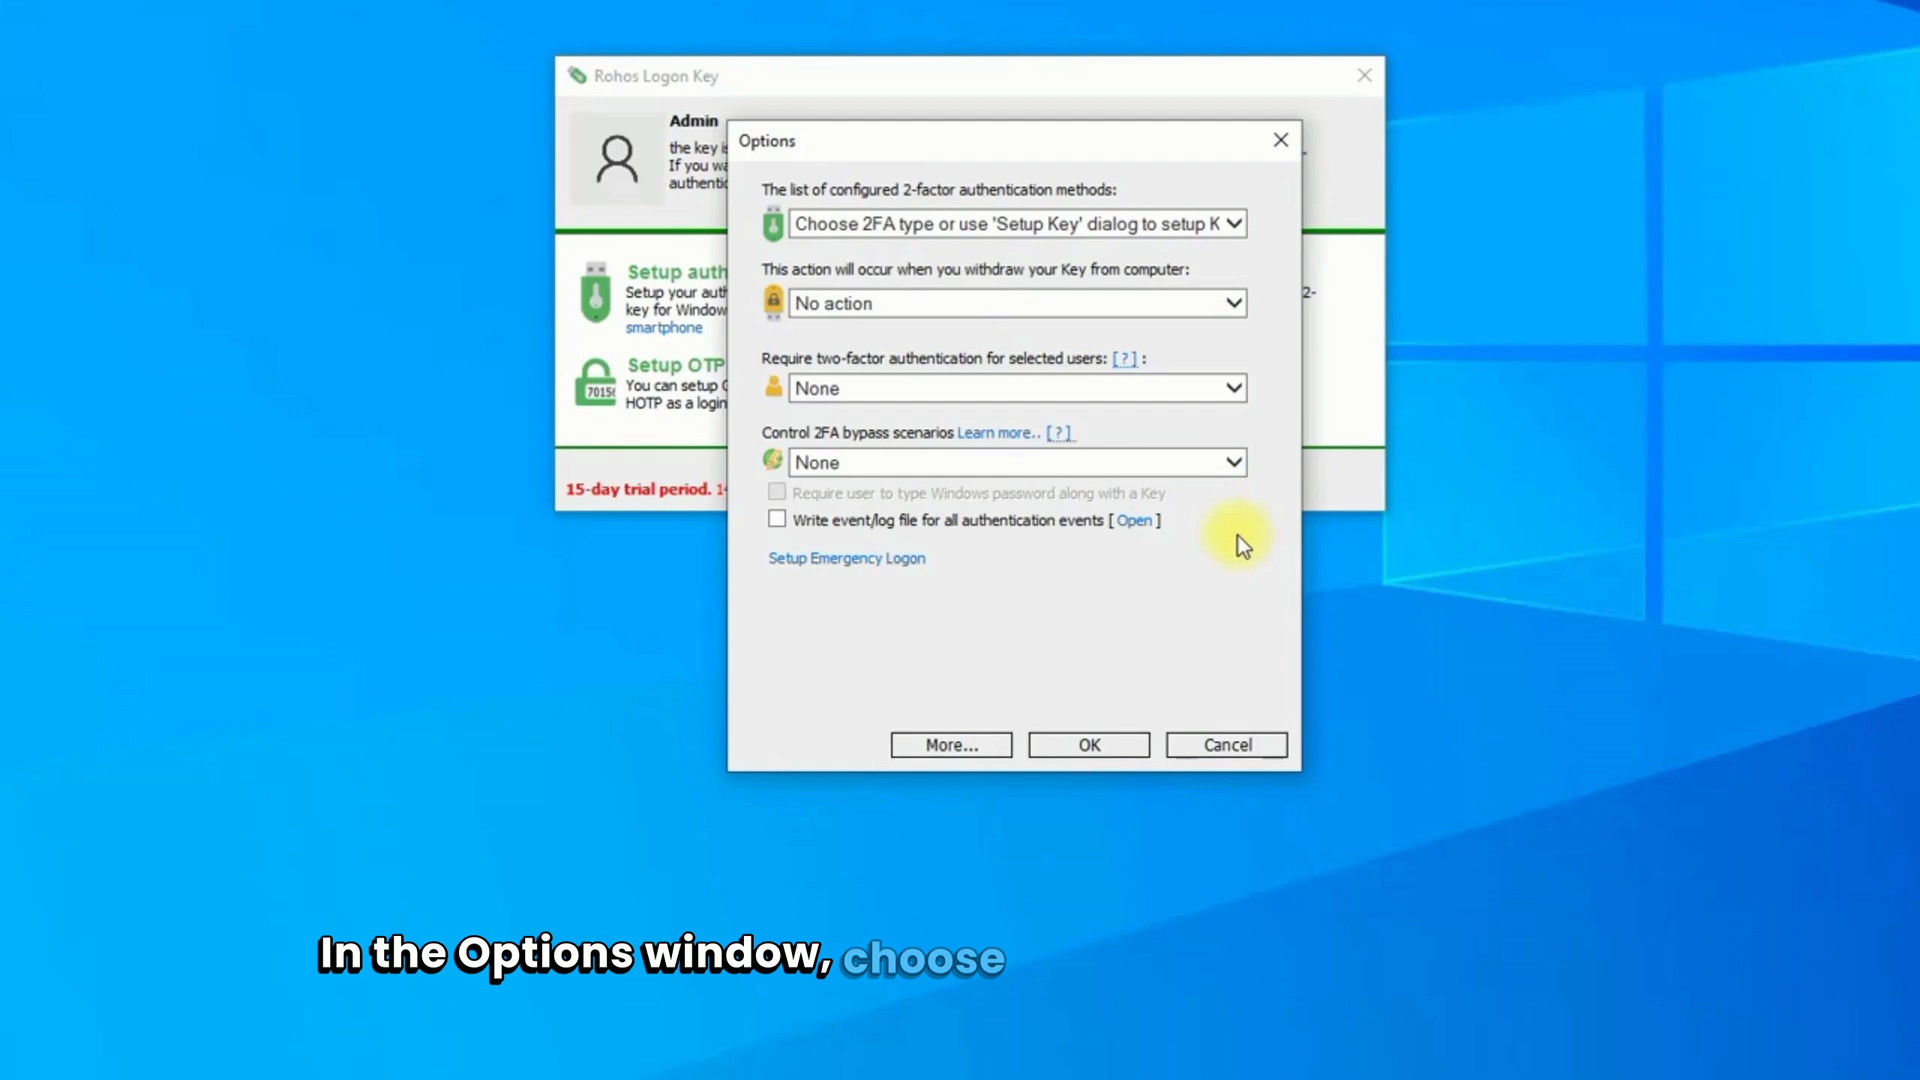 Rohos Logon Key
Admin
the key is
If you wa
authentic
Setup auth
Setup your auth
key for Window
smartphone
2-
Setup OTP
You can setup
HOTP as a login
70156
15-day trial period.
Options
The list of configured 2-factor authentication methods:
Choose 2FA type or use 'Setup Key' dialog to setup K
This action will occur when you withdraw your Key from computer:
No action
Require two-factor authentication for selected users: [?] :
None
Control 2FA bypass scenarios Learn more.. [?]
None
Require user to type Windows password along with a Key
Write event/log file for all authentication events [ Open ]
Setup Emergency Logon
More...
OK
Cancel
In the Options window, choose